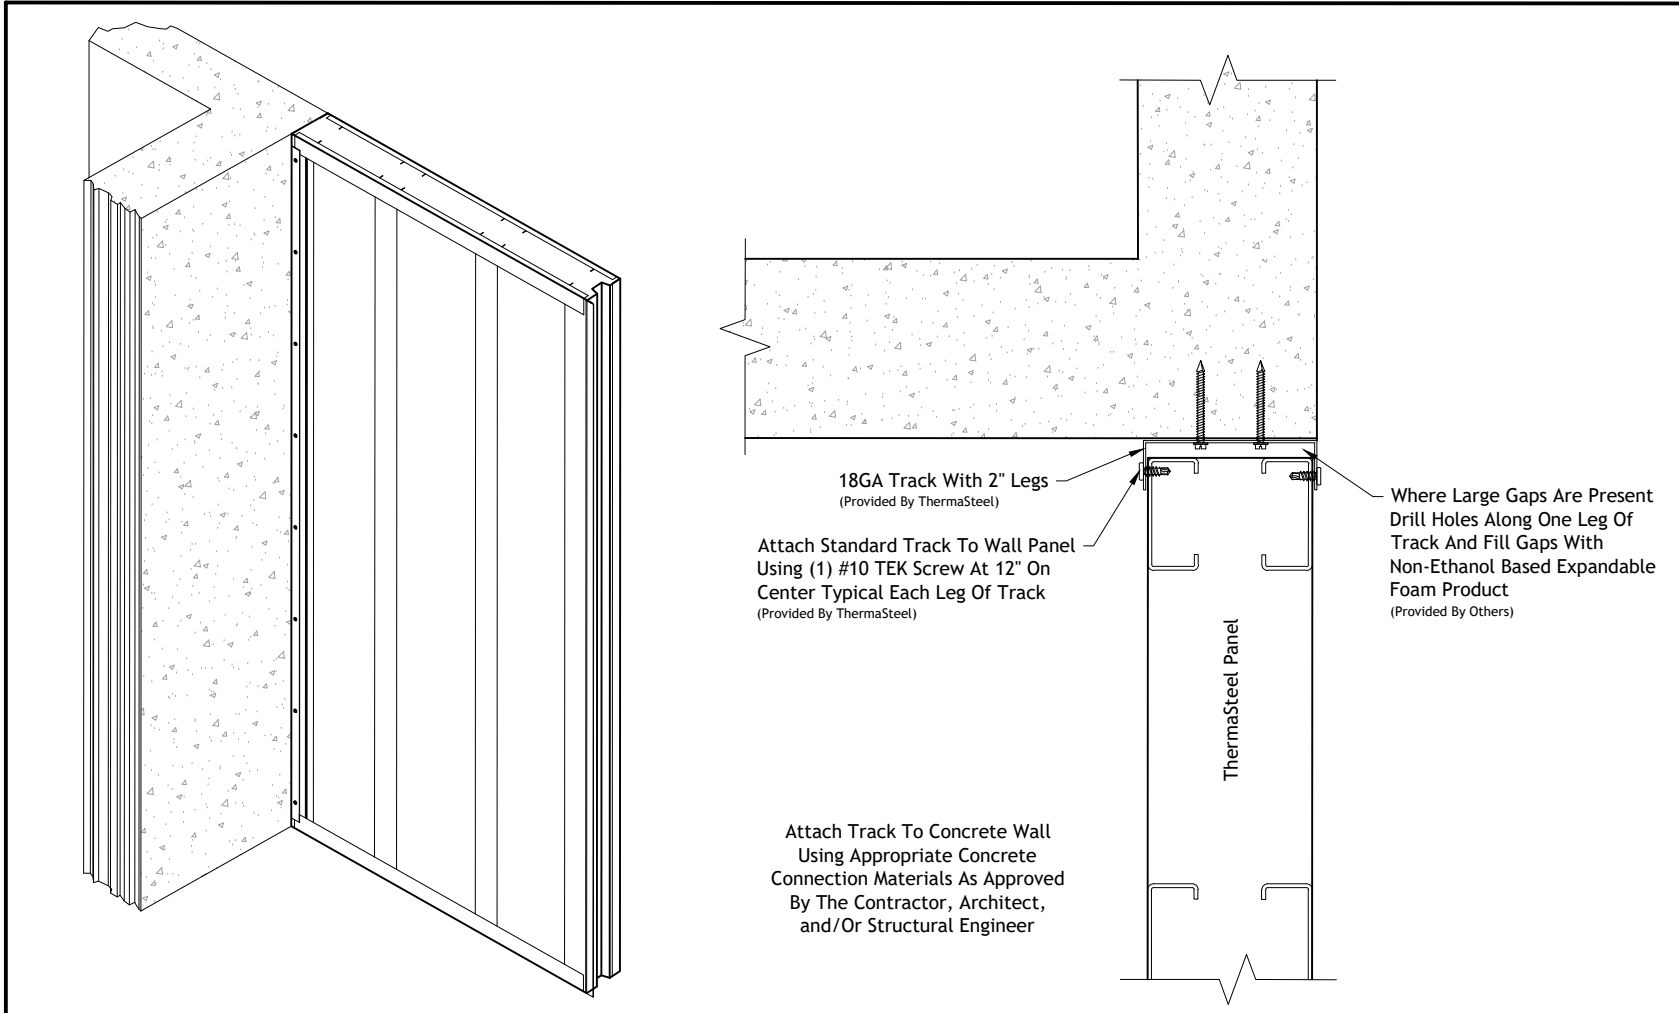 18GA Track With 2" Legs
(Provided By ThermaSteel)
Attach Standard Track To Wall Panel
Using (1) #10 TEK Screw At 12" On
Center Typical Each Leg Of Track
(Provided By ThermaSteel)
Where Large Gaps Are Present
Drill Holes Along One Leg Of
Track And Fill Gaps With
Non-Ethanol Based Expandable
Foam Product
(Provided By Others)
ThermaSteel Panel
Attach Track To Concrete Wall
Using Appropriate Concrete
Connection Materials As Approved
By The Contractor, Architect,
and/Or Structural Engineer